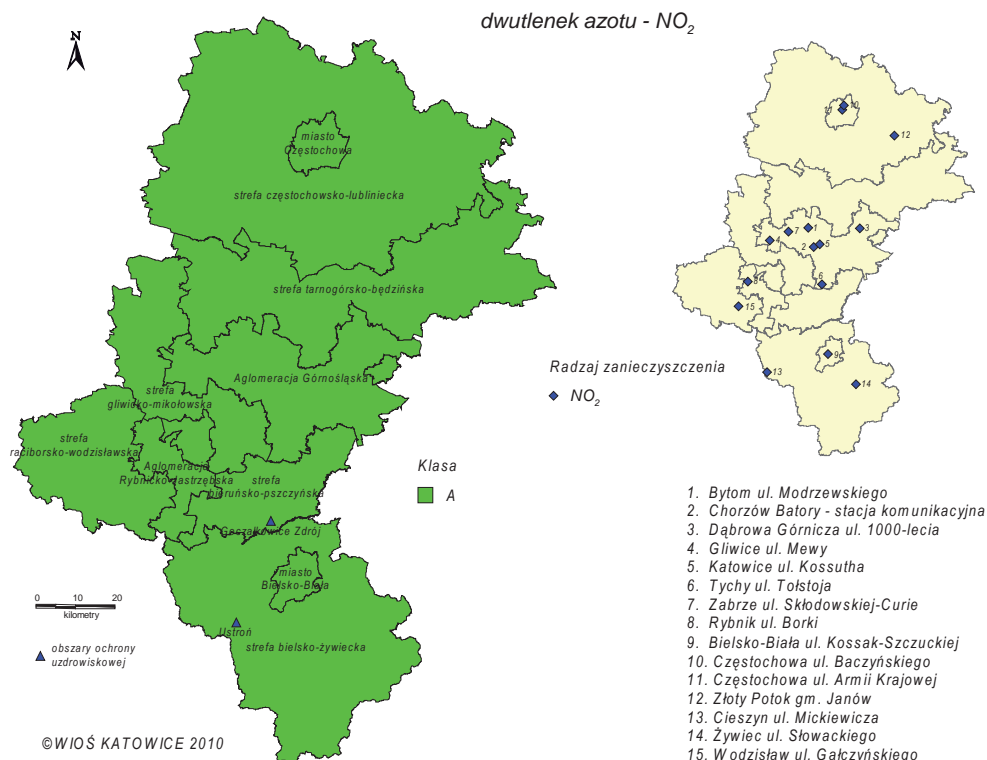 dwutlenek azotu - NO₂
N
miasto
Częstochowa
strefa częstochowsko-lubliniecka
strefa tarnogórsko-będzińska
Aglomeracja Górnośląska
strefa
gliwicko-mikołowska
strefa
raciborsko-wodzisławska
Aglomeracja
Rybnicko-Jastrzębska
strefa
bieruńsko-pszczyńska
Goczałkowice Zdrój
miasto
Bielsko-Biała
Ustroń
strefa bielsko-żywiecka
0 10 20
kilometry
obszary ochrony
uzdrowiskowej
©WIOŚ KATOWICE 2010
Klasa
A
10
11
12
7
1
3
4
2
5
8
6
15
9
13
14
Radzaj zanieczyszczenia
NO₂
1. Bytom ul. Modrzewskiego
2. Chorzów Batory - stacja komunikacyjna
3. Dąbrowa Górnicza ul. 1000-lecia
4. Gliwice ul. Mewy
5. Katowice ul. Kossutha
6. Tychy ul. Tołstoja
7. Zabrze ul. Skłodowskiej-Curie
8. Rybnik ul. Borki
9. Bielsko-Biała ul. Kossak-Szczuckiej
10. Częstochowa ul. Baczyńskiego
11. Częstochowa ul. Armii Krajowej
12. Złoty Potok gm. Janów
13. Cieszyn ul. Mickiewicza
14. Żywiec ul. Słowackiego
15. Wodzisław ul. Gałczyńskiego